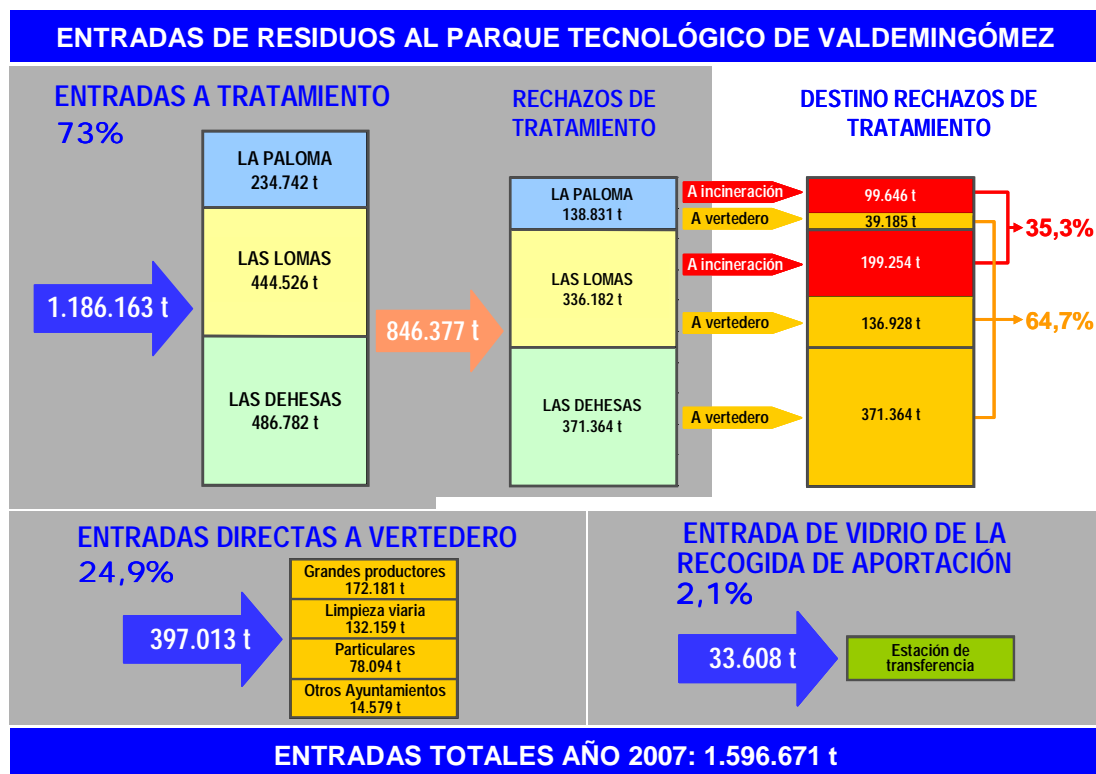 ENTRADAS DE RESIDUOS AL PARQUE TECNOLÓGICO DE VALDEMINGÓMEZ
ENTRADAS A TRATAMIENTO
73%
1.186.163 t
LA PALOMA
234.742 t
LAS LOMAS
444.526 t
LAS DEHESAS
486.782 t
846.377 t
RECHAZOS DE
TRATAMIENTO
LA PALOMA
138.831 t
LAS LOMAS
336.182 t
LAS DEHESAS
371.364 t
A incineración
A vertedero
A incineración
A vertedero
A vertedero
DESTINO RECHAZOS DE
TRATAMIENTO
99.646 t
39.185 t
199.254 t
136.928 t
371.364 t
35,3%
64,7%
ENTRADAS DIRECTAS A VERTEDERO
24,9%
397.013 t
Grandes productores
172.181 t
Limpieza viaria
132.159 t
Particulares
78.094 t
Otros Ayuntamientos
14.579 t
ENTRADA DE VIDRIO DE LA
RECOGIDA DE APORTACIÓN
2,1%
33.608 t
Estación de
transferencia
ENTRADAS TOTALES AÑO 2007: 1.596.671 t